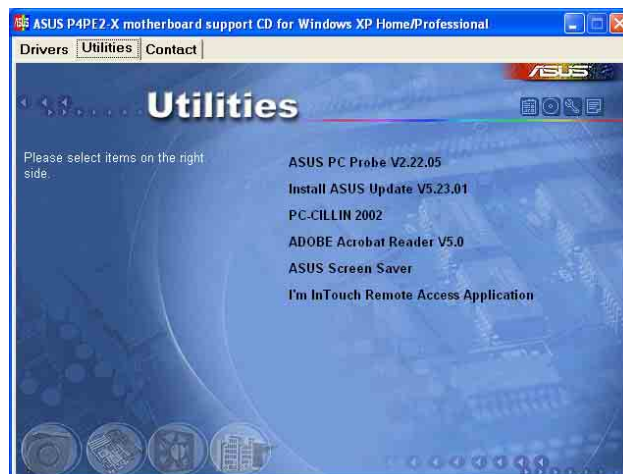 ASUS P4PE2-X motherboard support CD for Windows XP Home/Professional
Drivers Utilities Contact
ASUS
Utilities
Please select items on the right
side.
ASUS PC Probe V2.22.05
Install ASUS Update V5.23.01
PC-CILLIN 2002
ADOBE Acrobat Reader V5.0
ASUS Screen Saver
I'm InTouch Remote Access Application